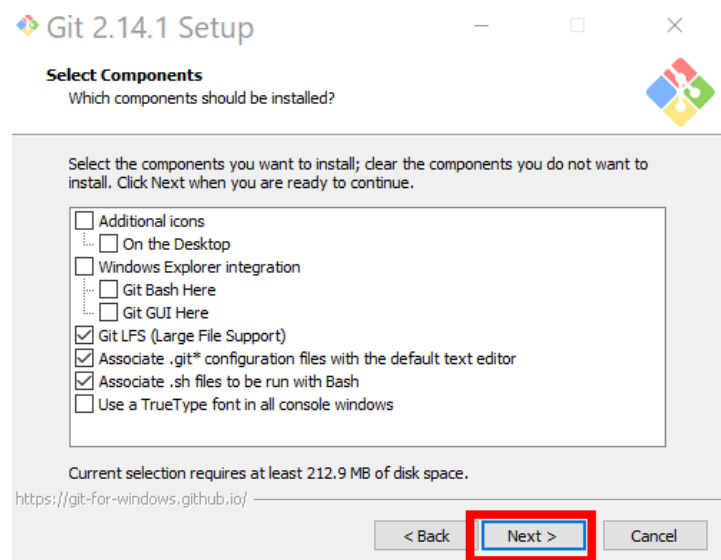 Git 2.14.1 Setup
Select Components
Which components should be installed?
Select the components you want to install; clear the components you do not want to
install. Click Next when you are ready to continue.
Additional icons
On the Desktop
Windows Explorer integration
Git Bash Here
Git GUI Here
Git LFS (Large File Support)
Associate .git* configuration files with the default text editor
Associate .sh files to be run with Bash
Use a TrueType font in all console windows
Current selection requires at least 212.9 MB of disk space.
https://git-for-windows.github.io/
< Back
Next >
Cancel